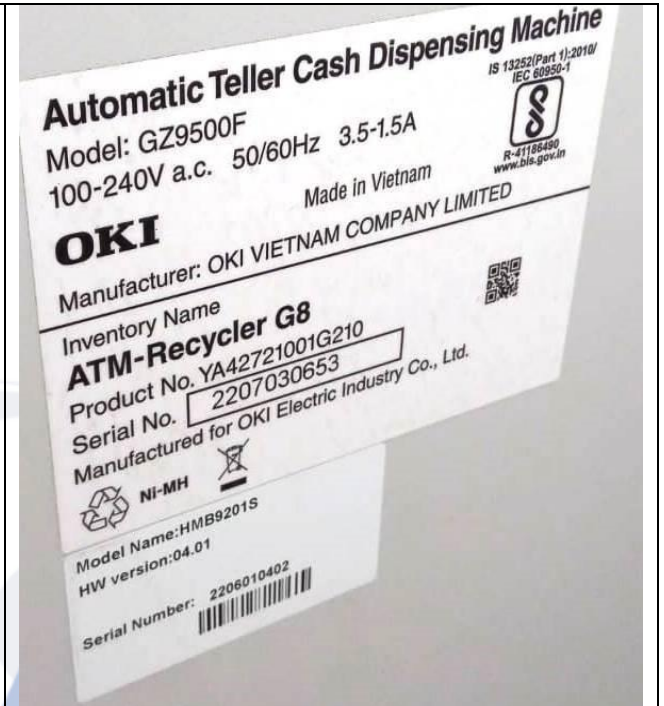 Automatic Teller Cash Dispensing Machine
Model: GZ9500F
100-240V a.c. 50/60Hz 3.5-1.5A
IS 13252(Part 1):2010/
IEC 60950-1
R-41186490
www.bis.gov.in
Made in Vietnam
OKI
Manufacturer: OKI VIETNAM COMPANY LIMITED
Inventory Name
ATM-Recycler G8
Product No. YA42721001G210
Serial No. 2207030653
Manufactured for OKI Electric Industry Co., Ltd.
Ni-MH
Model Name:HMB9201S
HW version:04.01
Serial Number: 2206010402